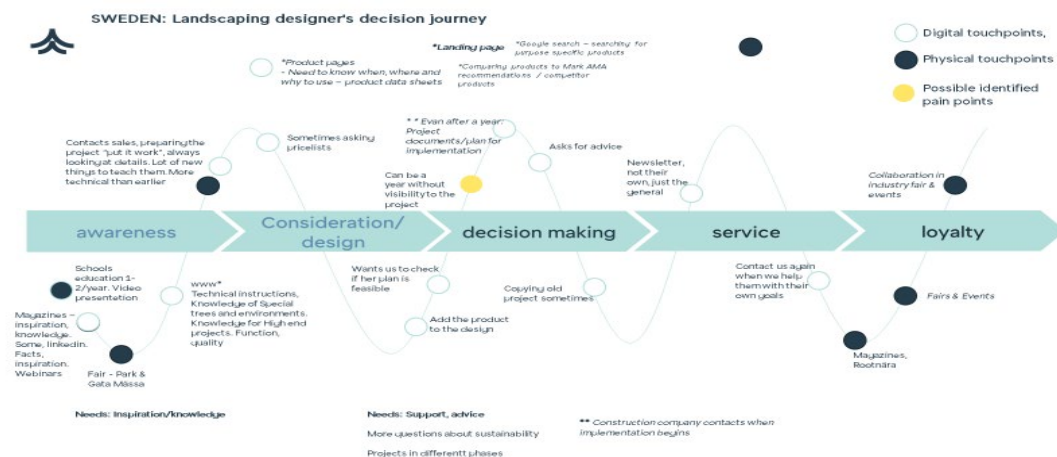 SWEDEN: Landscaping designer's decision journey
*Product pages
- Need to know when, where and
why to use – product data sheets
*Landing page
*Google search – searching for
purpose specific products
*Comparing products to Mark AMA
recommendations / competitor
products
Digital touchpoints,
Physical touchpoints
Possible identified
pain points
Contacts sales, preparing the
project "put it work", always
looking at details. Lot of new
things to teach them. More
technical than earlier
Sometimes asking
pricelists
* * Evan after a year:
Project
documents/plan for
implementation
Can be a
year without
visibility to the
project
Asks for advice
Newsletter,
not their
own, just the
general
Collaboration in
industry fair &
events
awareness
Consideration/
design
decision making
service
loyalty
Schools
education 1-
2/year. Video
presentetion
Magazines –
inspiration,
knowledge.
Some, linkedin.
Facts,
inspiration.
Webinars
Fair - Park &
Gata Mässa
www*
Technical instructions,
Knowledge of Special
trees and environments.
Knowledge for High end
projects. Function,
quality
Wants us to check
if her plan is
feasible
Add the product
to the design
Copying old
project sometimes
Contact us again
when we help
them with their
own goals
Fairs & Events
Magazines,
Rootnära
Needs: Inspiration/knowledge
Needs: Support, advice
More questions about sustainability
Projects in differentt phases
** Construction company contacts when
implementation begins